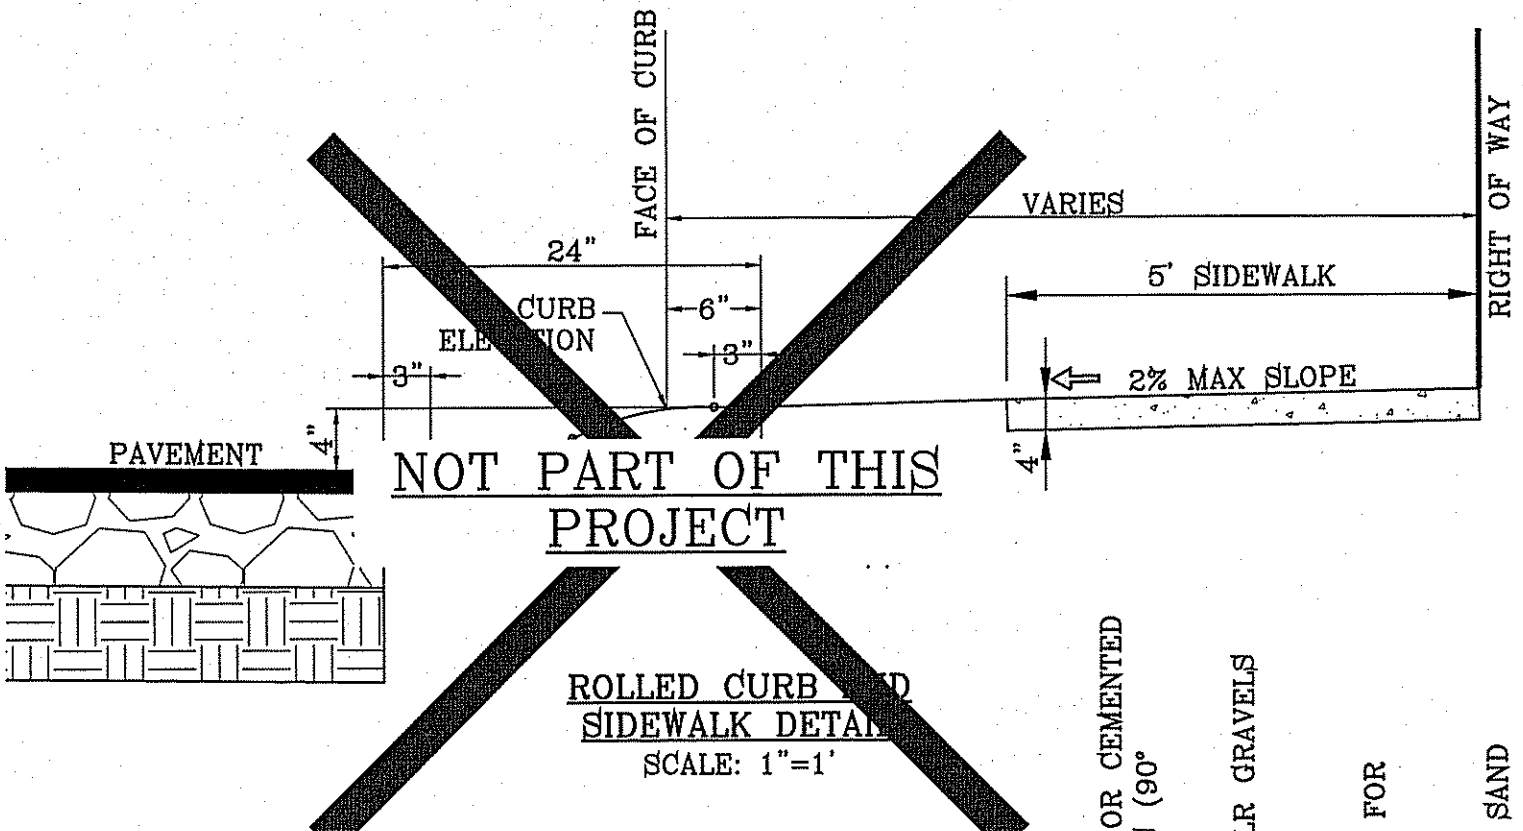 FACE OF CURB
RIGHT OF WAY
VARIES
24"
5' SIDEWALK
CURB
6"
3"
3"
2% MAX SLOPE
4"
4"
PAVEMENT
NOT PART OF THIS
PROJECT
ROLLED CURB
SIDEWALK
SCALE: 1"=1'
OR CEMENTED
(90°
GRAVELS
FOR
SAND